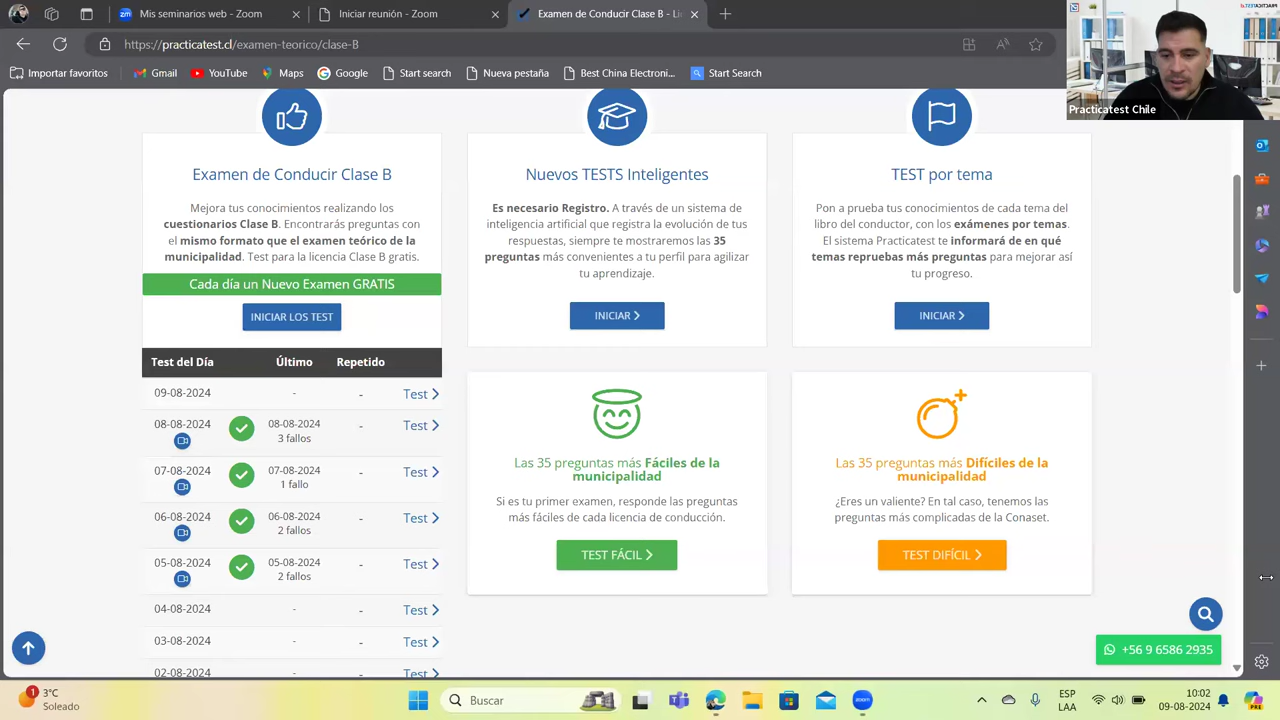 Mis seminarios web - Zoom
Iniciar reunión - Zoom
Examen de Conducir Clase B - Li
https://practicatest.cl/examen-teorico/clase-B
Importar favoritos
Gmail
YouTube
Maps
Google
Start search
Nueva pestaña
Best China Electroni...
Start Search
Practicatest Chile
Examen de Conducir Clase B
Mejora tus conocimientos realizando los
cuestionarios Clase B. Encontrarás preguntas con
el mismo formato que el examen teórico de la
municipalidad. Test para la licencia Clase B gratis.
Cada día un Nuevo Examen GRATIS
INICIAR LOS TEST
Nuevos TESTS Inteligentes
Es necesario Registro. A través de un sistema de
inteligencia artificial que registra la evolución de tus
respuestas, siempre te mostraremos las 35
preguntas más convenientes a tu perfil para agilizar
tu aprendizaje.
INICIAR
TEST por tema
Pon a prueba tus conocimientos de cada tema del
libro del conductor, con los exámenes por temas.
El sistema Practicatest te informará de en qué
temas repruebas más preguntas para mejorar así
tu progreso.
INICIAR
Test del Día Último Repetido
09-08-2024 - - Test
08-08-2024 08-08-2024 - Test
3 fallos
07-08-2024 07-08-2024 - Test
1 fallo
06-08-2024 06-08-2024 - Test
2 fallos
05-08-2024 05-08-2024 - Test
2 fallos
04-08-2024 - - Test
03-08-2024 - - Test
02-08-2024 - - Test
Las 35 preguntas más Fáciles de la
municipalidad
Si es tu primer examen, responde las preguntas
más fáciles de cada licencia de conducción.
TEST FÁCIL
Las 35 preguntas más Difíciles de la
municipalidad
¿Eres un valiente? En tal caso, tenemos las
preguntas más complicadas de la Conaset.
TEST DIFÍCIL
+56 9 6586 2935
1
3°C
Soleado
Buscar
zoom
ESP
LAA
10:02
09-08-2024
PRE